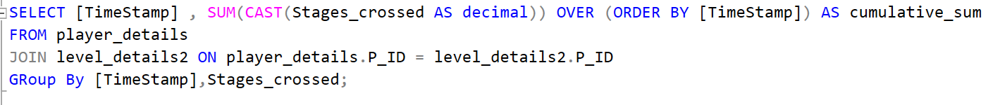 SELECT [TimeStamp] , SUM(CAST(Stages_crossed AS decimal)) OVER (ORDER BY [TimeStamp]) AS cumulative_sum
FROM player_details
JOIN level_details2 ON player_details.P_ID = level_details2.P_ID
GRoup By [TimeStamp],Stages_crossed;